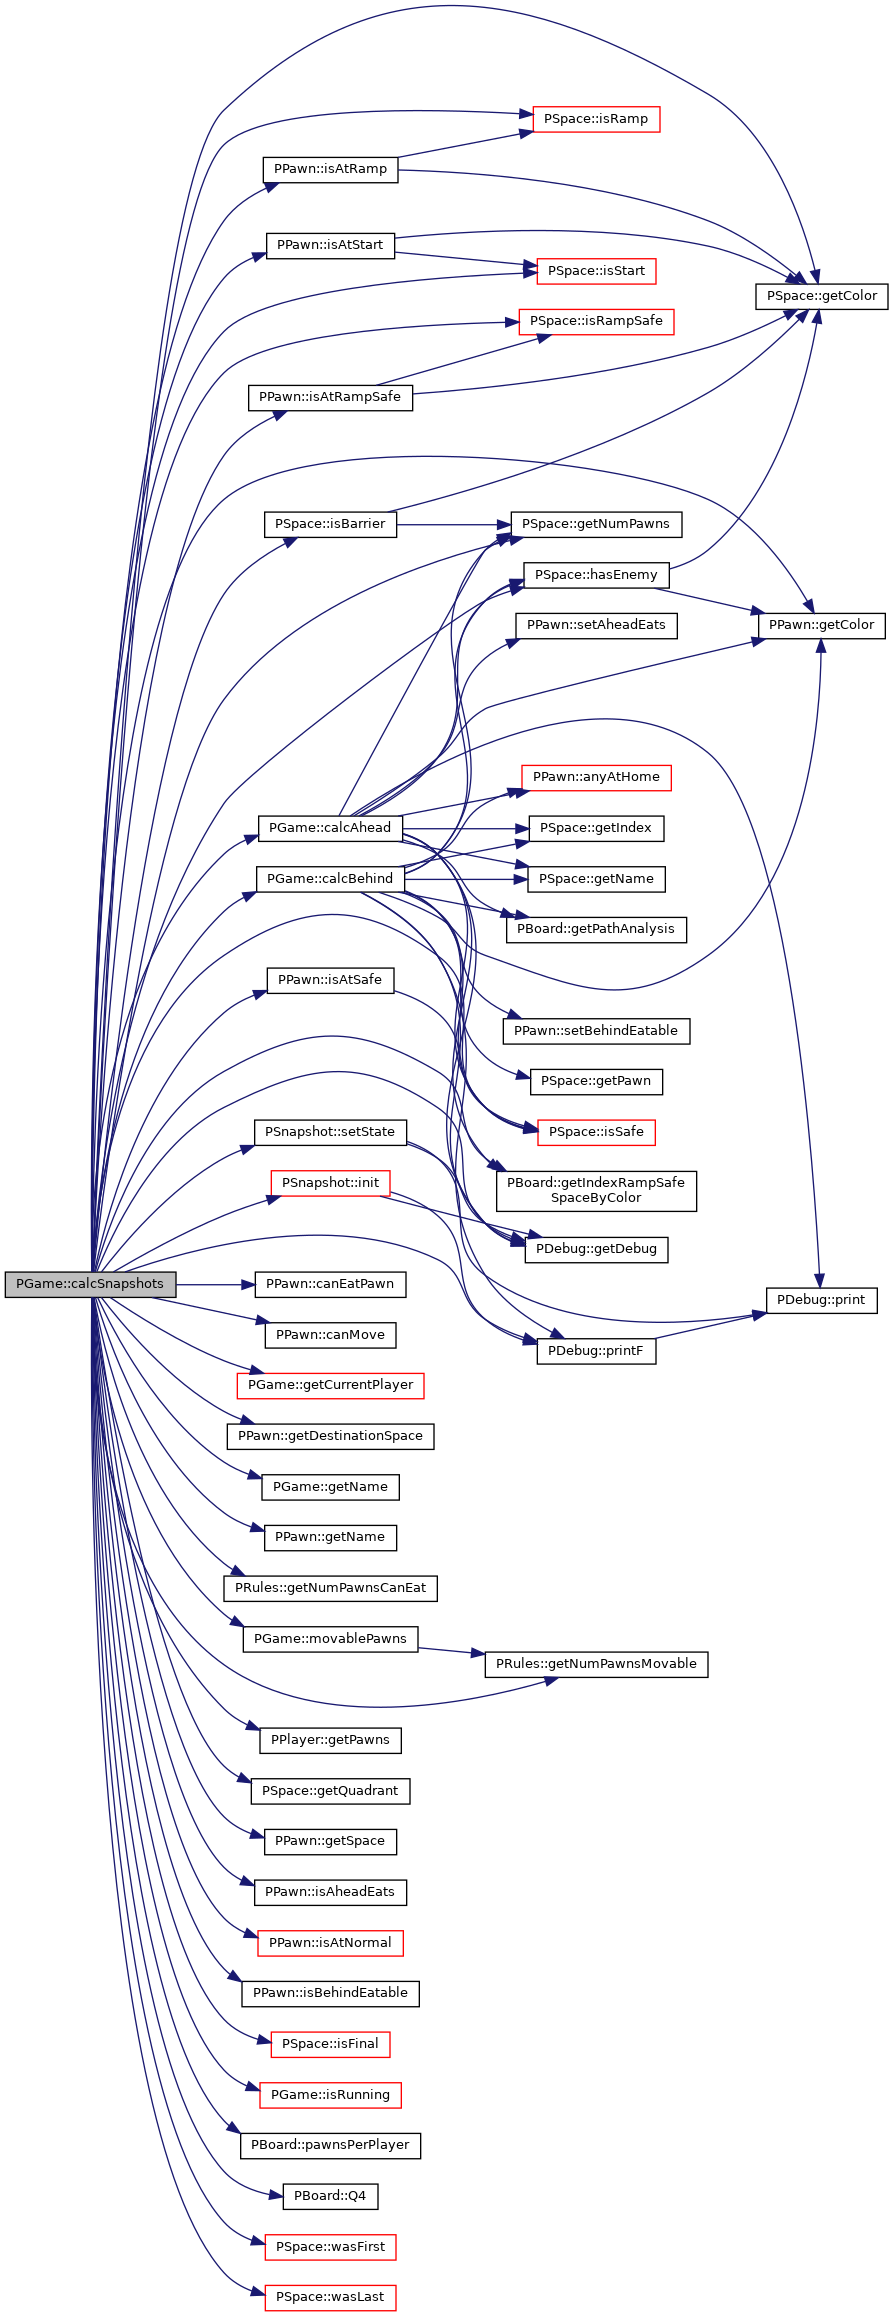 PSpace::isRamp
PPawn::isAtRamp
PPawn::isAtStart
PSpace::isStart
PSpace::getColor
PSpace::isRampSafe
PPawn::isAtRampSafe
PSpace::isBarrier
PSpace::getNumPawns
PSpace::hasEnemy
PPawn::setAheadEats
PPawn::getColor
PPawn::anyAtHome
PGame::calcAhead
PSpace::getIndex
PGame::calcBehind
PSpace::getName
PBoard::getPathAnalysis
PPawn::isAtSafe
PPawn::setBehindEatable
PSpace::getPawn
PSnapshot::setState
PSpace::isSafe
PSnapshot::init
PBoard::getIndexRampSafe
SpaceByColor
PDebug::getDebug
PGame::calcSnapshots
PPawn::canEatPawn
PDebug::print
PPawn::canMove
PDebug::printF
PGame::getCurrentPlayer
PPawn::getDestinationSpace
PGame::getName
PPawn::getName
PRules::getNumPawnsCanEat
PGame::movablePawns
PRules::getNumPawnsMovable
PPlayer::getPawns
PSpace::getQuadrant
PPawn::getSpace
PPawn::isAheadEats
PPawn::isAtNormal
PPawn::isBehindEatable
PSpace::isFinal
PGame::isRunning
PBoard::pawnsPerPlayer
PBoard::Q4
PSpace::wasFirst
PSpace::wasLast